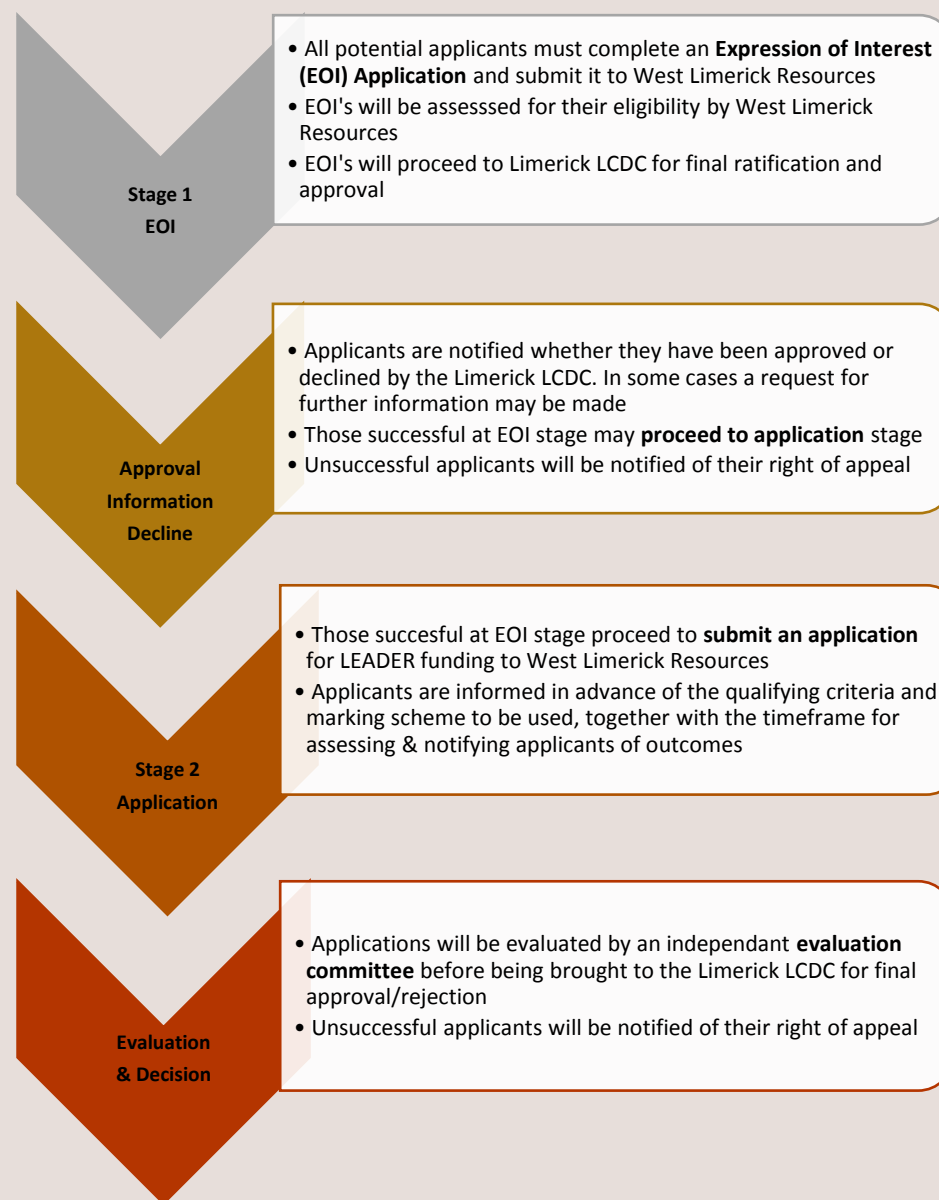 Stage 1
EOI
• All potential applicants must complete an Expression of Interest
(EOI) Application and submit it to West Limerick Resources
• EOI's will be assesssed for their eligibility by West Limerick
Resources
• EOI's will proceed to Limerick LCDC for final ratification and
approval
Approval
Information
Decline
• Applicants are notified whether they have been approved or
declined by the Limerick LCDC. In some cases a request for
further information may be made
• Those successful at EOI stage may proceed to application stage
• Unsuccessful applicants will be notified of their right of appeal
Stage 2
Application
• Those succesful at EOI stage proceed to submit an application
for LEADER funding to West Limerick Resources
• Applicants are informed in advance of the qualifying criteria and
marking scheme to be used, together with the timeframe for
assessing & notifying applicants of outcomes
Evaluation
& Decision
• Applications will be evaluated by an independant evaluation
committee before being brought to the Limerick LCDC for final
approval/rejection
• Unsuccessful applicants will be notified of their right of appeal